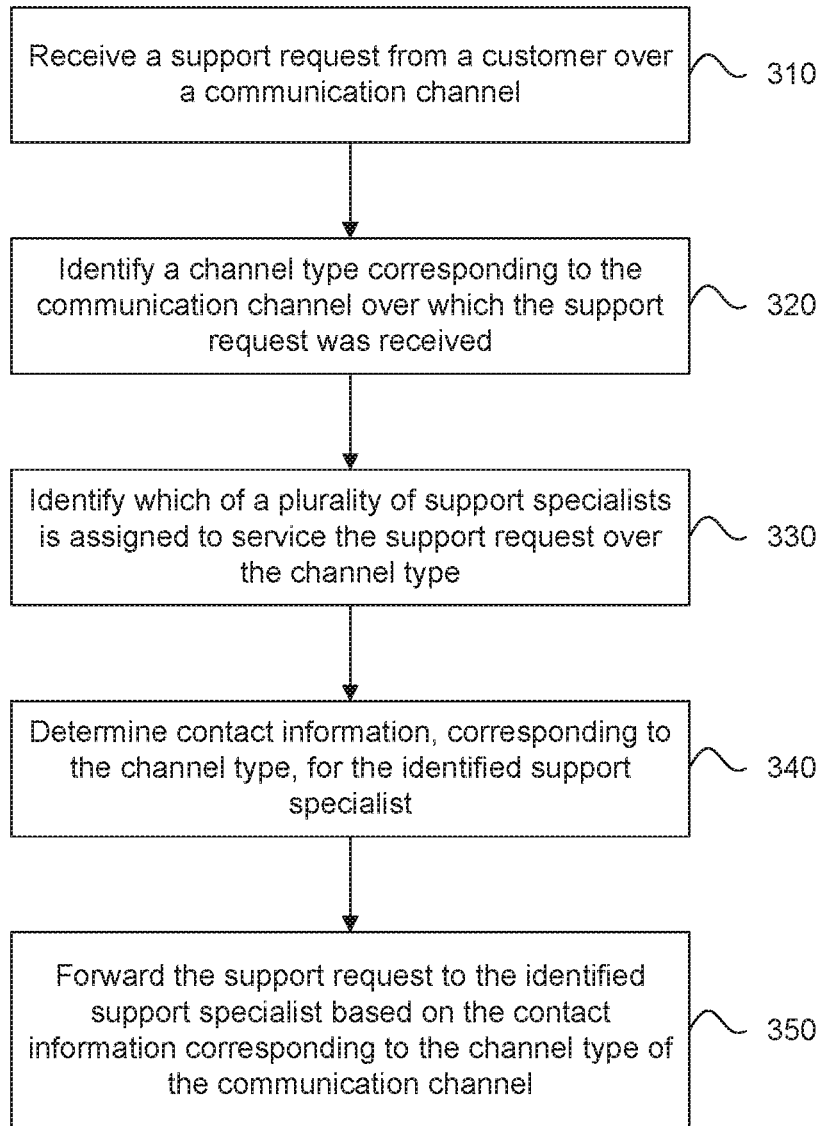 Receive a support request from a customer over
a communication channel
310
Identify a channel type corresponding to the
communication channel over which the support
request was received
320
Identify which of a plurality of support specialists
is assigned to service the support request over
the channel type
330
Determine contact information, corresponding to
the channel type, for the identified support
specialist
340
Forward the support request to the identified
support specialist based on the contact
information corresponding to the channel type of
the communication channel
350